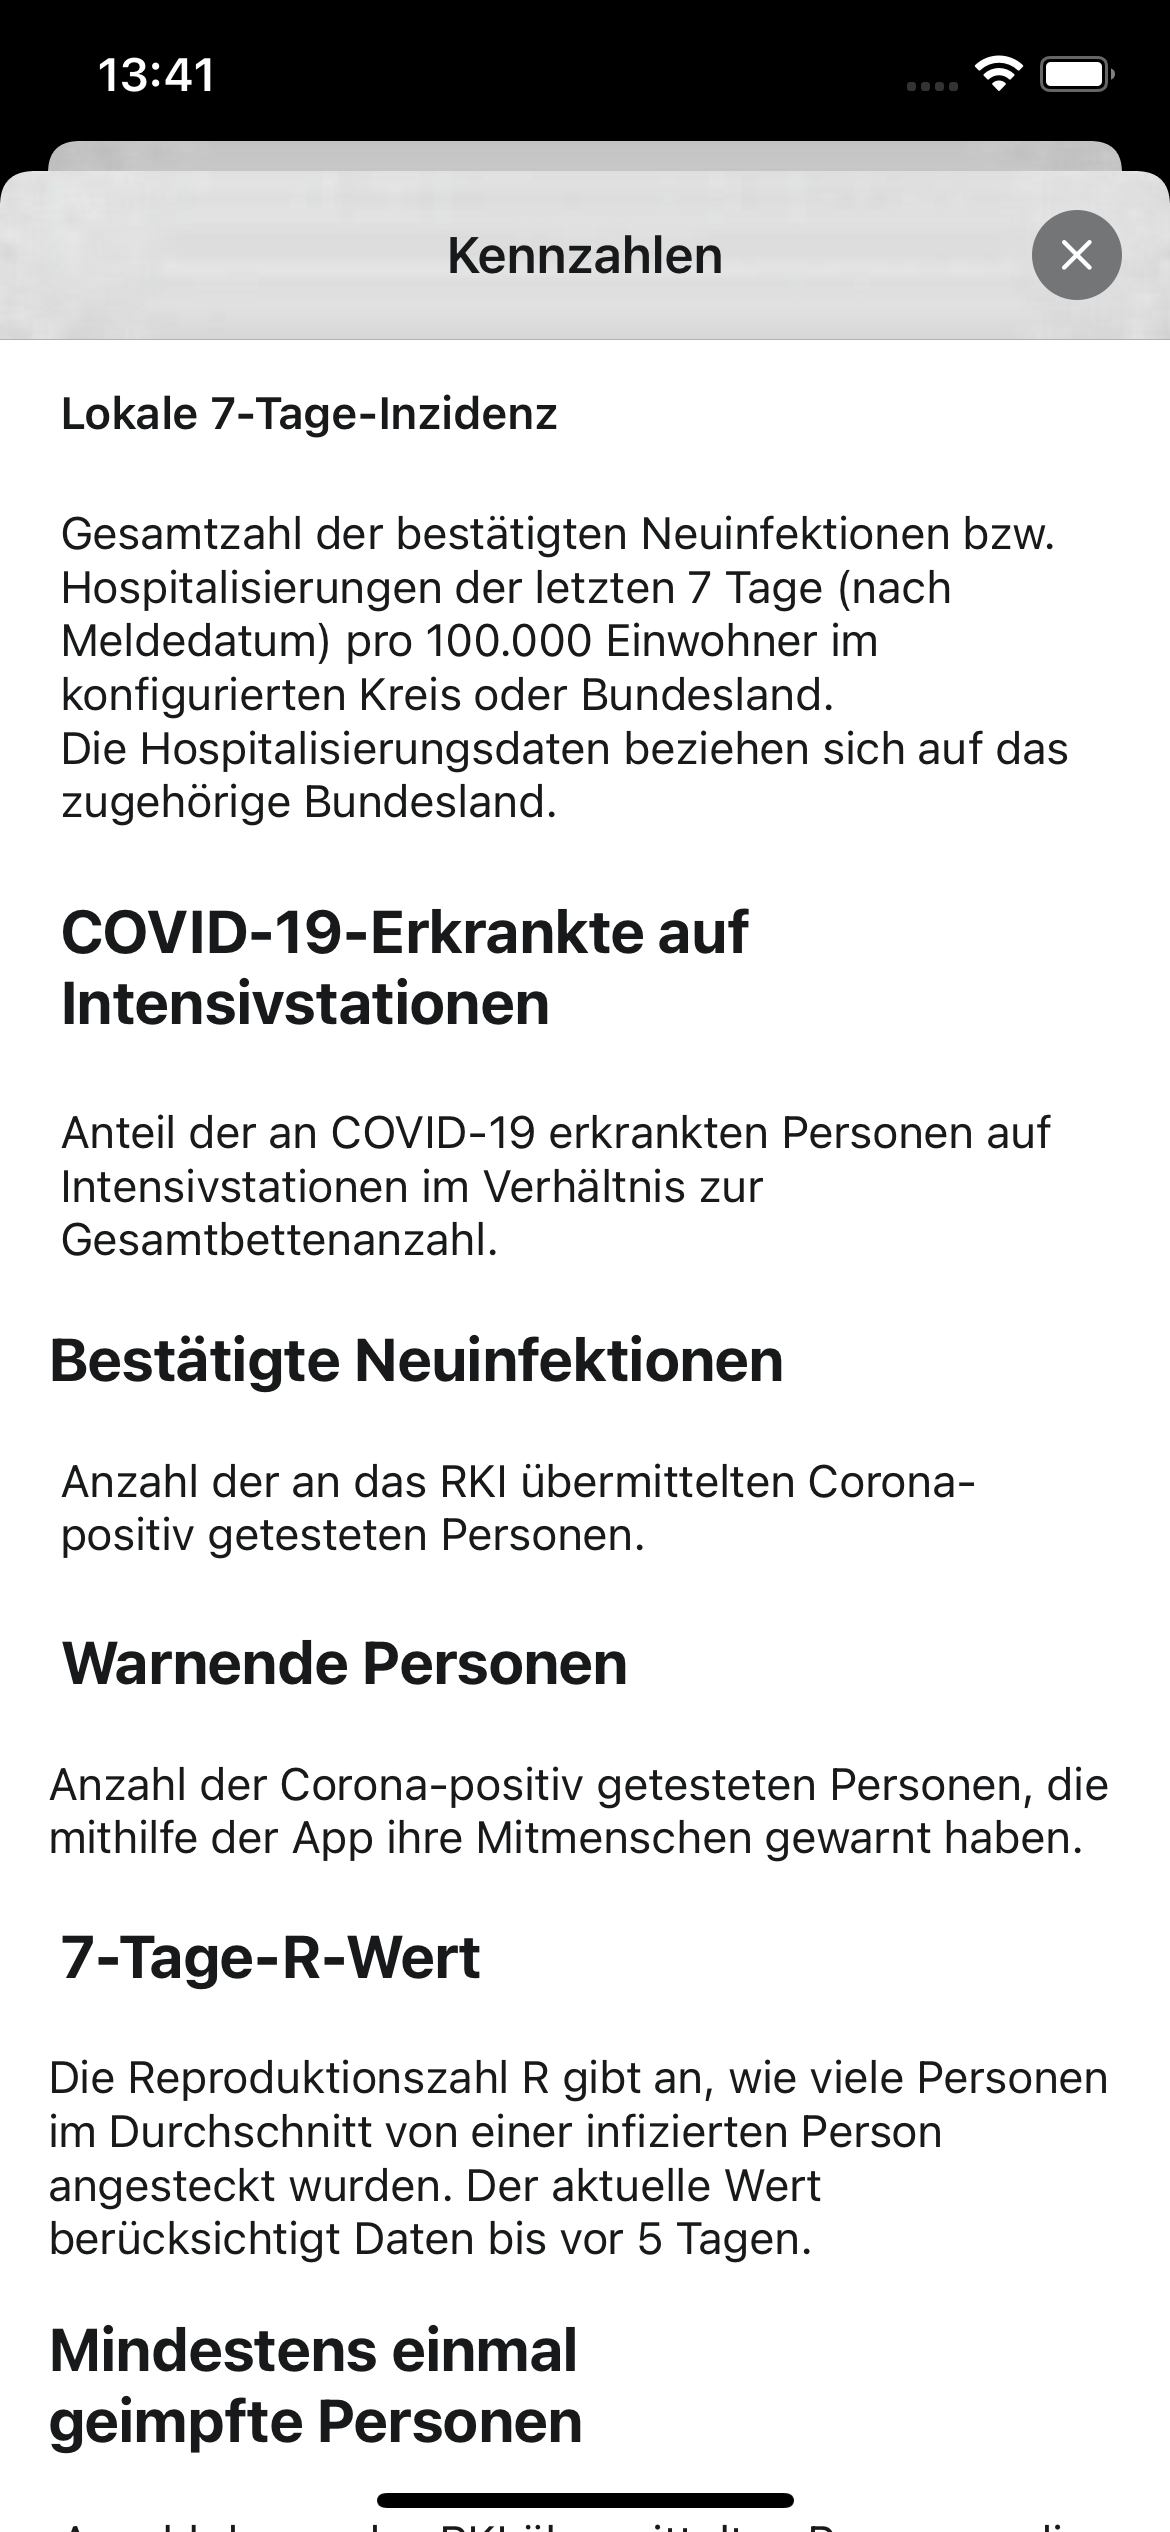 13:41
Kennzahlen
Lokale 7-Tage-Inzidenz
Gesamtzahl der bestätigten Neuinfektionen bzw.
Hospitalisierungen der letzten 7 Tage (nach
Meldedatum) pro 100.000 Einwohner im
konfigurierten Kreis oder Bundesland.
Die Hospitalisierungsdaten beziehen sich auf das
zugehörige Bundesland.
COVID-19-Erkrankte auf
Intensivstationen
Anteil der an COVID-19 erkrankten Personen auf
Intensivstationen im Verhältnis zur
Gesamtbettenanzahl.
Bestätigte Neuinfektionen
Anzahl der an das RKI übermittelten Corona-
positiv getesteten Personen.
Warnende Personen
Anzahl der Corona-positiv getesteten Personen, die
mithilfe der App ihre Mitmenschen gewarnt haben.
7-Tage-R-Wert
Die Reproduktionszahl R gibt an, wie viele Personen
im Durchschnitt von einer infizierten Person
angesteckt wurden. Der aktuelle Wert
berücksichtigt Daten bis vor 5 Tagen.
Mindestens einmal
geimpfte Personen